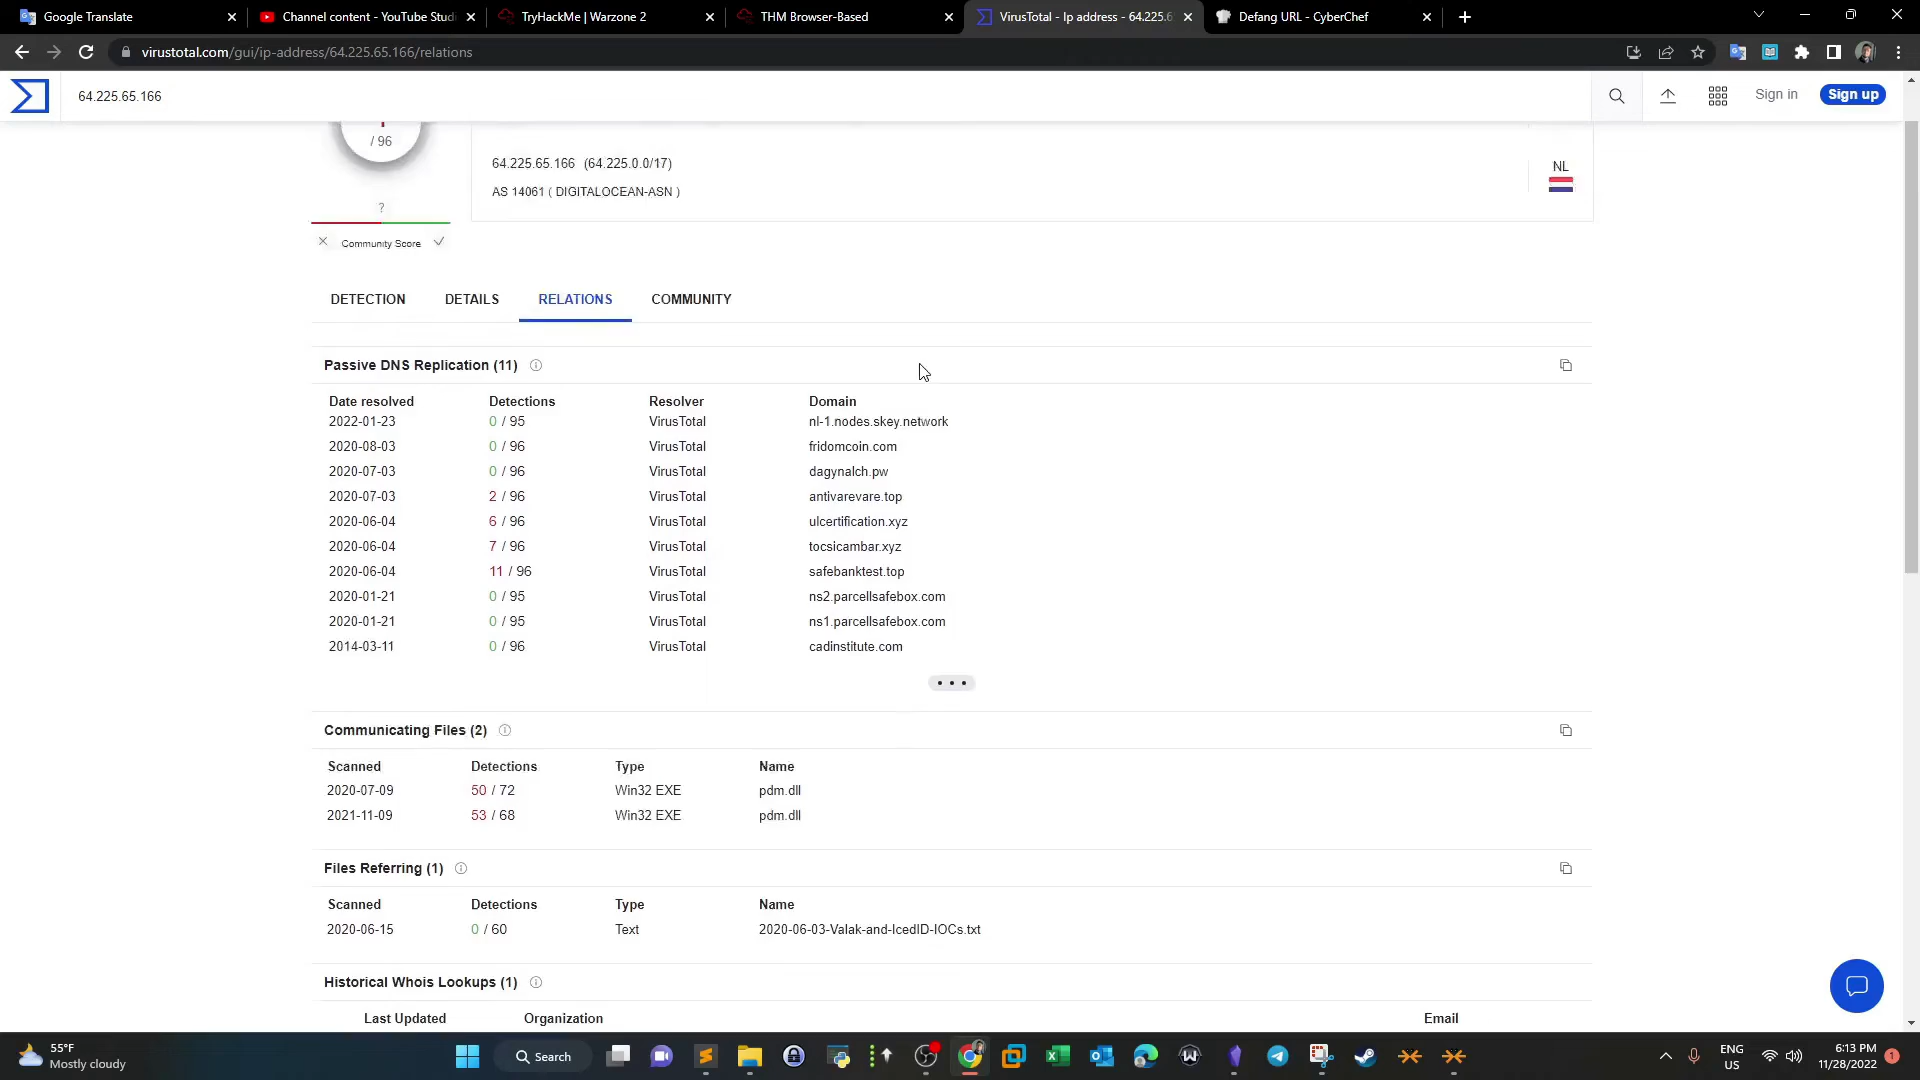 Google Translate
Channel content - YouTube Studi
TryHackMe | Warzone 2
THM Browser-Based
VirusTotal - Ip address - 64.225.6
Defang URL - CyberChef
virustotal.com/gui/ip-address/64.225.65.166/relations
64.225.65.166
Sign in
Sign up
/ 96
64.225.65.166 (64.225.0.0/17)
AS 14061 ( DIGITALOCEAN-ASN )
NL
?
Community Score
DETECTION DETAILS RELATIONS COMMUNITY
Passive DNS Replication (11)
Date resolved Detections Resolver Domain
2022-01-23 0 / 95 VirusTotal nl-1.nodes.skey.network
2020-08-03 0 / 96 VirusTotal fridomcoin.com
2020-07-03 0 / 96 VirusTotal dagynalch.pw
2020-07-03 2 / 96 VirusTotal antivarevare.top
2020-06-04 6 / 96 VirusTotal ulcertification.xyz
2020-06-04 7 / 96 VirusTotal tocsicambar.xyz
2020-06-04 11 / 96 VirusTotal safebanktest.top
2020-01-21 0 / 95 VirusTotal ns2.parcellsafebox.com
2020-01-21 0 / 95 VirusTotal ns1.parcellsafebox.com
2014-03-11 0 / 96 VirusTotal cadinstitute.com
Communicating Files (2)
Scanned Detections Type Name
2020-07-09 50 / 72 Win32 EXE pdm.dll
2021-11-09 53 / 68 Win32 EXE pdm.dll
Files Referring (1)
Scanned Detections Type Name
2020-06-15 0 / 60 Text 2020-06-03-Valak-and-IcedID-IOCs.txt
Historical Whois Lookups (1)
Last Updated Organization Email
55°F
Mostly cloudy
Search
ENG
US
6:13 PM
11/28/2022
1